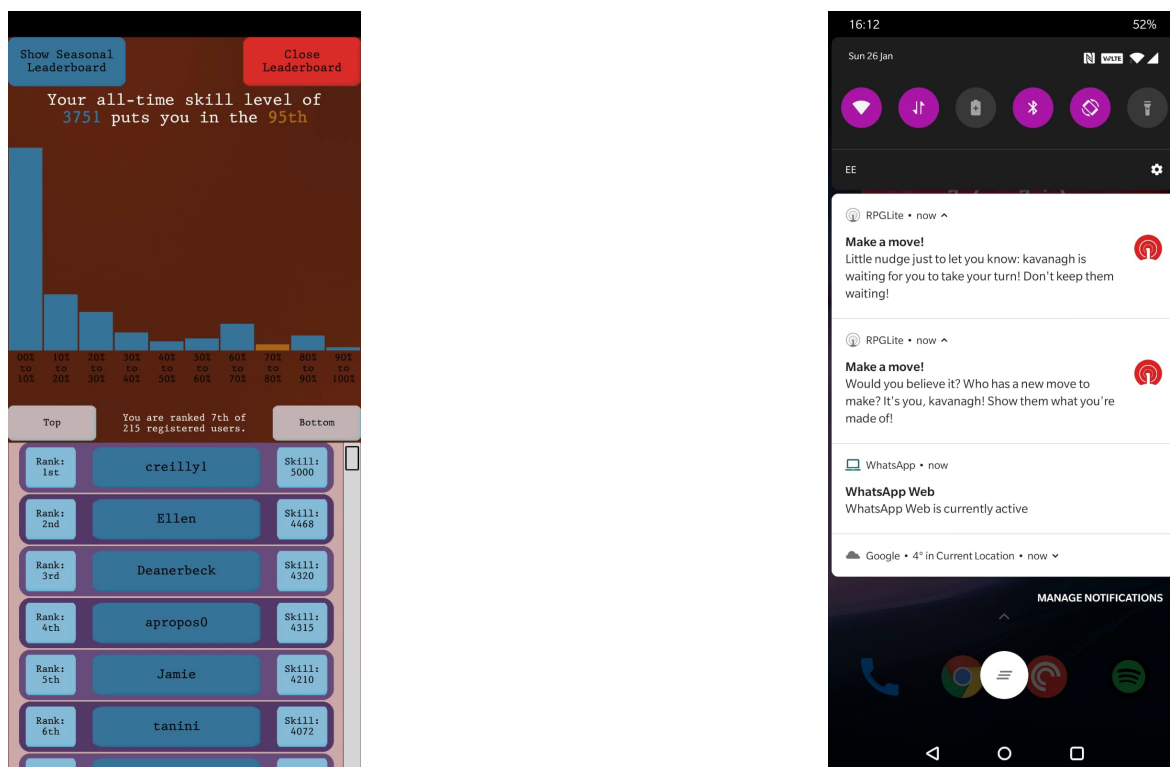 Show Seasonal
Leaderboard
Close
Leaderboard
Your all-time skill level of
3751 puts you in the 95th
00% to 10%
10% to 20%
20% to 30%
30% to 40%
40% to 50%
50% to 60%
60% to 70%
70% to 80%
80% to 90%
90% to 100%
Top
You are ranked 7th of
215 registered users.
Bottom
Rank: 1st
creilly1
Skill: 5000
Rank: 2nd
Ellen
Skill: 4468
Rank: 3rd
Deanerbeck
Skill: 4320
Rank: 4th
apropos0
Skill: 4315
Rank: 5th
Jamie
Skill: 4210
Rank: 6th
tanini
Skill: 4072
16:12
52%
Sun 26 Jan
VoLTE
EE
RPGLite • now
Make a move!
Little nudge just to let you know: kavanagh is
waiting for you to take your turn! Don't keep them
waiting!
RPGLite • now
Make a move!
Would you believe it? Who has a new move to
make? It's you, kavanagh! Show them what you're
made of!
WhatsApp • now
WhatsApp Web
WhatsApp Web is currently active
Google • 4° in Current Location • now
MANAGE NOTIFICATIONS